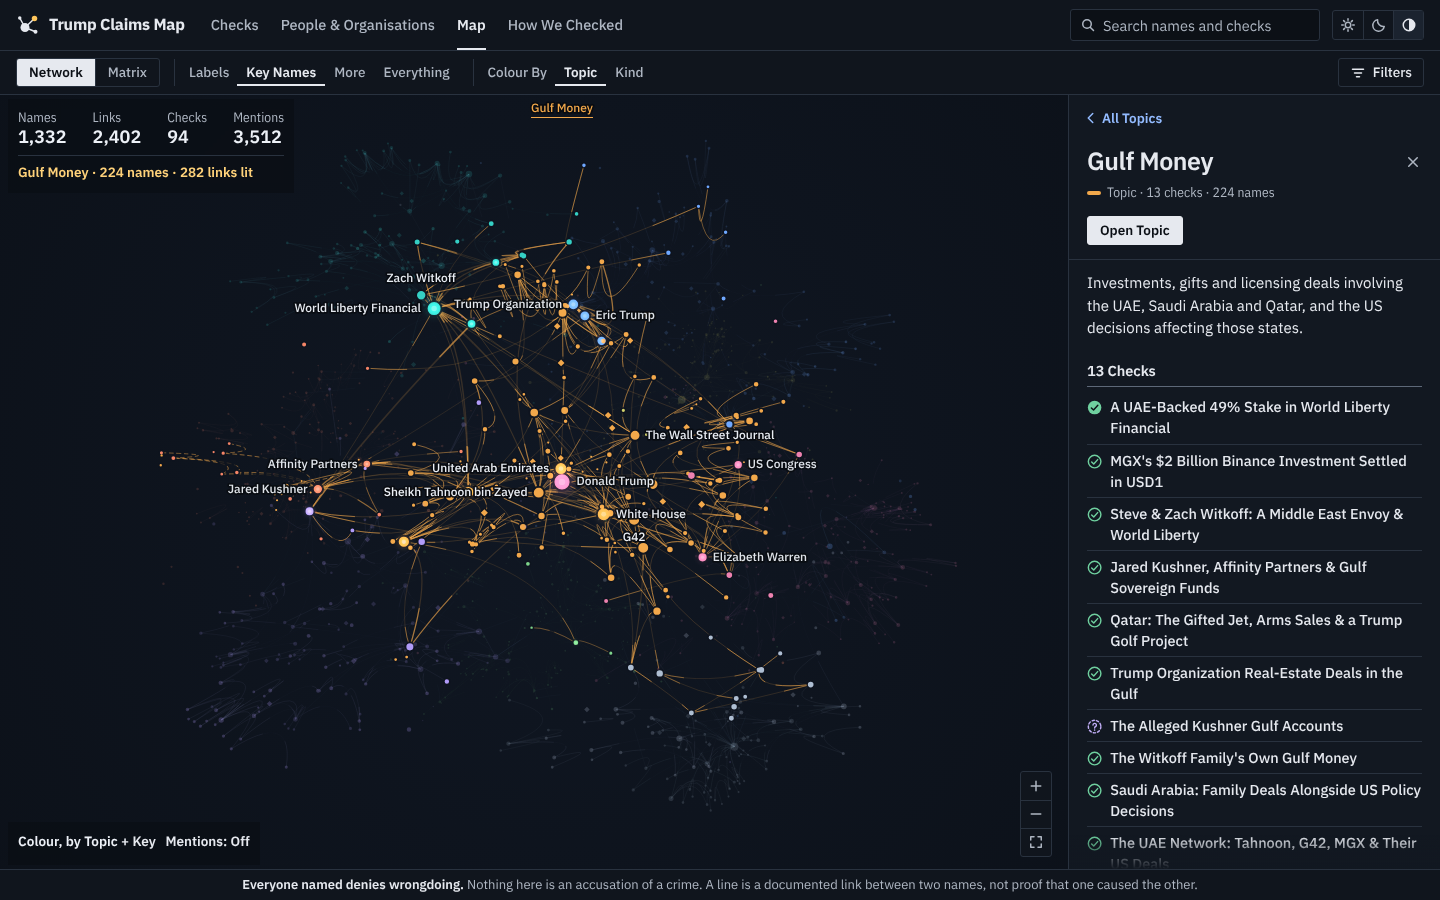 Trump Claims Map
Checks
People & Organisations
Map
How We Checked
Search names and checks
Network
Matrix
Labels
Key Names
More
Everything
Colour By
Topic
Kind
Filters
Names
Links
Checks
Mentions
1,332
2,402
94
3,512
Gulf Money · 224 names · 282 links lit
Gulf Money
Zach Witkoff
World Liberty Financial
Trump Organization
Eric Trump
The Wall Street Journal
Affinity Partners
United Arab Emirates
US Congress
Donald Trump
Jared Kushner
Sheikh Tahnoon bin Zayed
White House
G42
Elizabeth Warren
Colour, by Topic + Key
Mentions: Off
All Topics
Gulf Money
Topic · 13 checks · 224 names
Open Topic
Investments, gifts and licensing deals involving
the UAE, Saudi Arabia and Qatar, and the US
decisions affecting those states.
13 Checks
A UAE-Backed 49% Stake in World Liberty
Financial
MGX's $2 Billion Binance Investment Settled
in USD1
Steve & Zach Witkoff: A Middle East Envoy &
World Liberty
Jared Kushner, Affinity Partners & Gulf
Sovereign Funds
Qatar: The Gifted Jet, Arms Sales & a Trump
Golf Project
Trump Organization Real-Estate Deals in the
Gulf
The Alleged Kushner Gulf Accounts
The Witkoff Family's Own Gulf Money
Saudi Arabia: Family Deals Alongside US Policy
Decisions
The UAE Network: Tahnoon, G42, MGX & Their
US Deals
Everyone named denies wrongdoing. Nothing here is an accusation of a crime. A line is a documented link between two names, not proof that one caused the other.